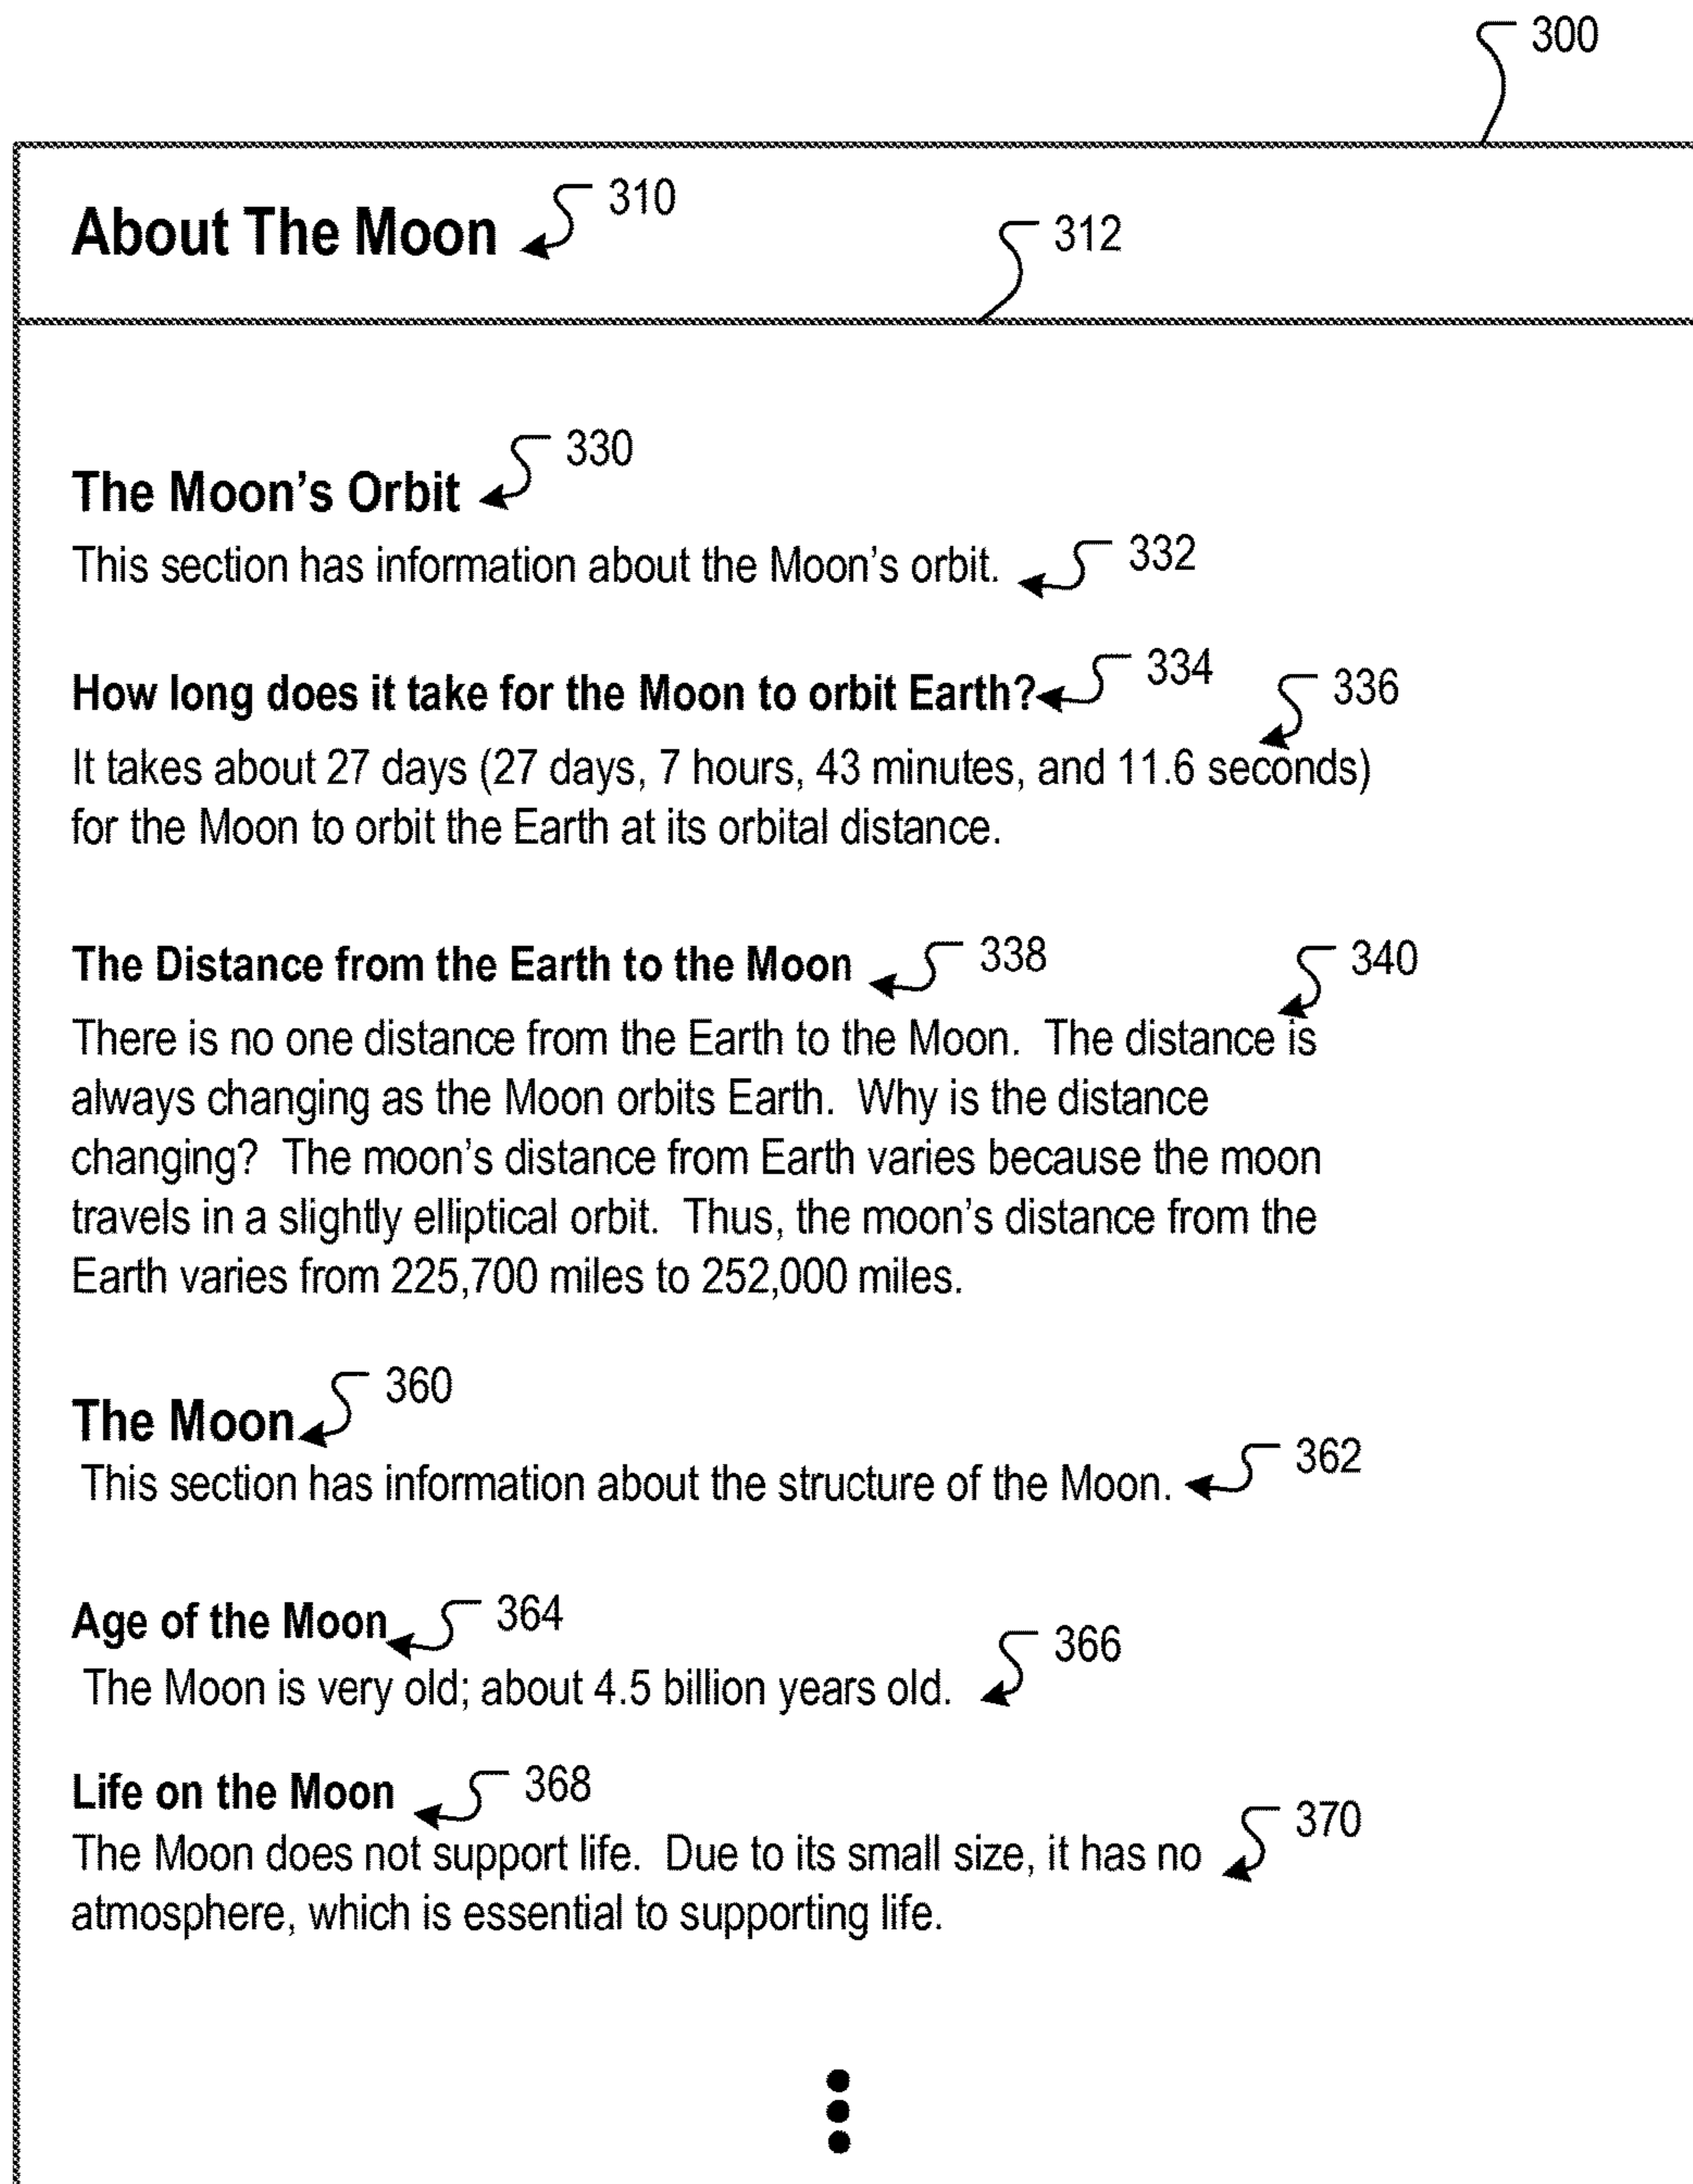 300
About The Moon 310
312
The Moon's Orbit 330
This section has information about the Moon's orbit. 332
How long does it take for the Moon to orbit Earth? 334
336
It takes about 27 days (27 days, 7 hours, 43 minutes, and 11.6 seconds)
for the Moon to orbit the Earth at its orbital distance.
The Distance from the Earth to the Moon 338
340
There is no one distance from the Earth to the Moon.  The distance is
always changing as the Moon orbits Earth.  Why is the distance
changing?  The moon's distance from Earth varies because the moon
travels in a slightly elliptical orbit.  Thus, the moon's distance from the
Earth varies from 225,700 miles to 252,000 miles.
The Moon 360
This section has information about the structure of the Moon. 362
Age of the Moon 364
The Moon is very old; about 4.5 billion years old. 366
Life on the Moon 368
The Moon does not support life.  Due to its small size, it has no 370
atmosphere, which is essential to supporting life.